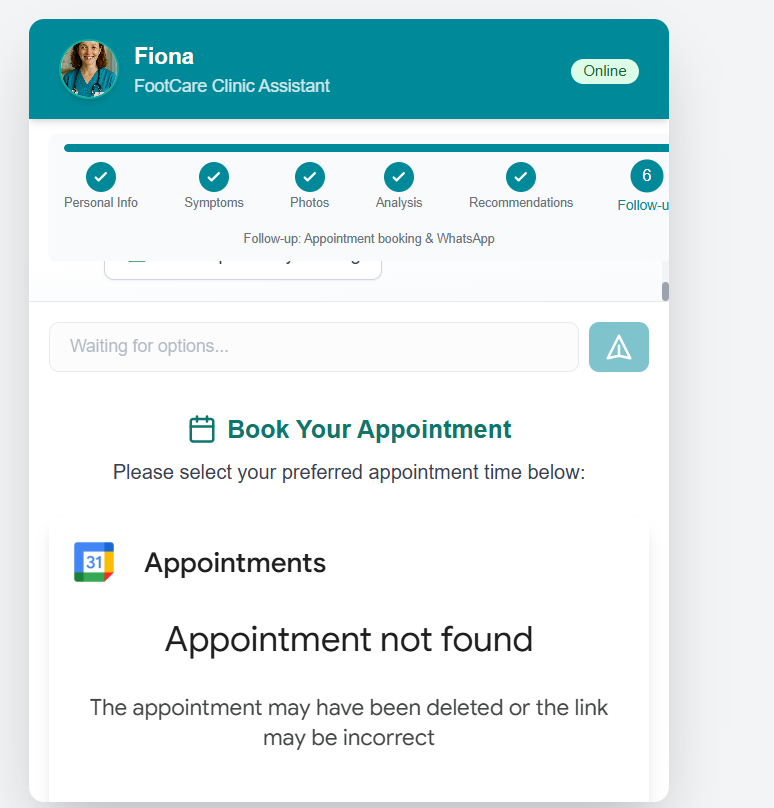 Fiona
FootCare Clinic Assistant
Online
6
Personal Info
Symptoms
Photos
Analysis
Recommendations
Follow-u
Follow-up: Appointment booking & WhatsApp
Waiting for options...
Book Your Appointment
Please select your preferred appointment time below:
31
Appointments
Appointment not found
The appointment may have been deleted or the link
may be incorrect